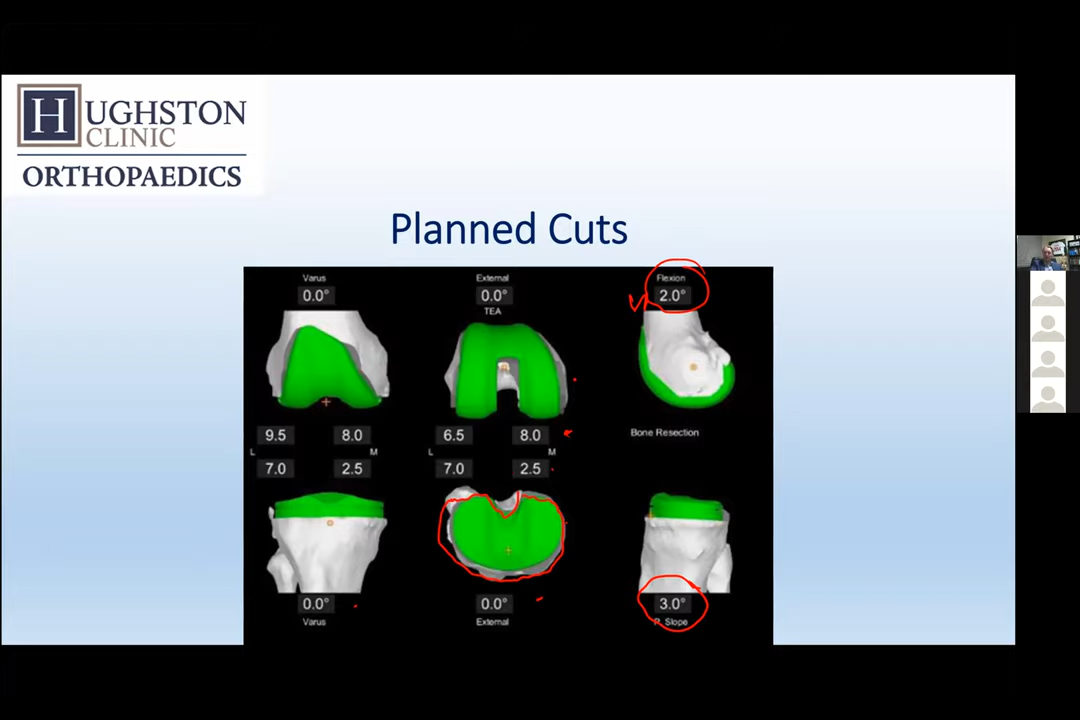 HUGHSTON
CLINIC
ORTHOPAEDICS
Planned Cuts
Varus External Flexion
0.0° 0.0° 2.0°
TEA
9.5 8.0 6.5 8.0 Bone Resection
L M L M
7.0 2.5 7.0 2.5
0.0° 0.0° 3.0°
Varus External P. Slope